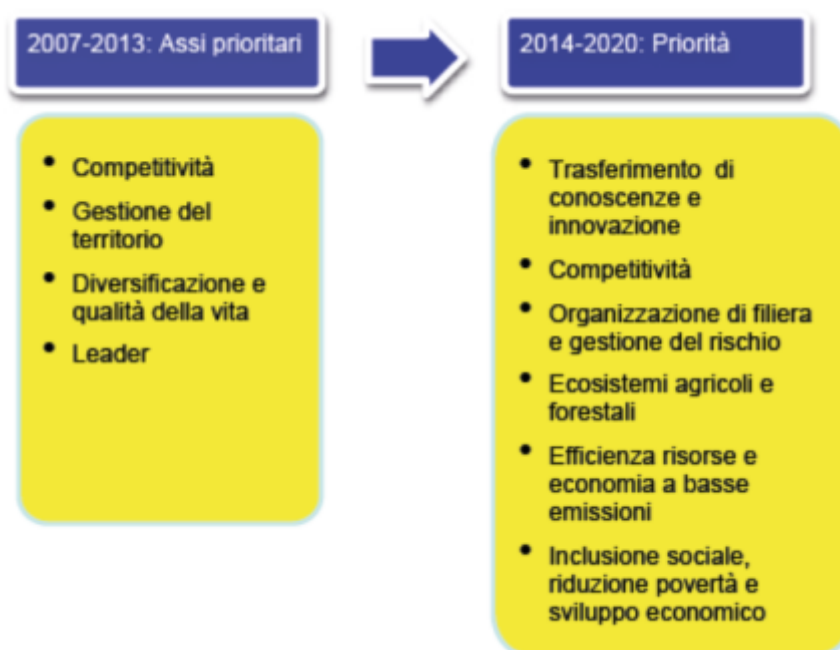 2007-2013: Assi prioritari
• Competitività
• Gestione del
territorio
• Diversificazione e
qualità della vita
• Leader
2014-2020: Priorità
• Trasferimento di
conoscenze e
innovazione
• Competitività
• Organizzazione di filiera
e gestione del rischio
• Ecosistemi agricoli e
forestali
• Efficienza risorse e
economia a basse
emissioni
• Inclusione sociale,
riduzione povertà e
sviluppo economico